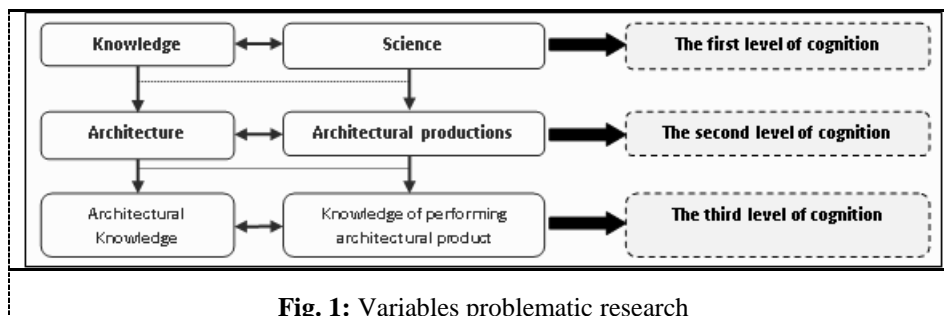 Knowledge
Science
The first level of cognition
Architecture
Architectural productions
The second level of cognition
Architectural
Knowledge
Knowledge of performing
architectural product
The third level of cognition
Fig. 1: Variables problematic research